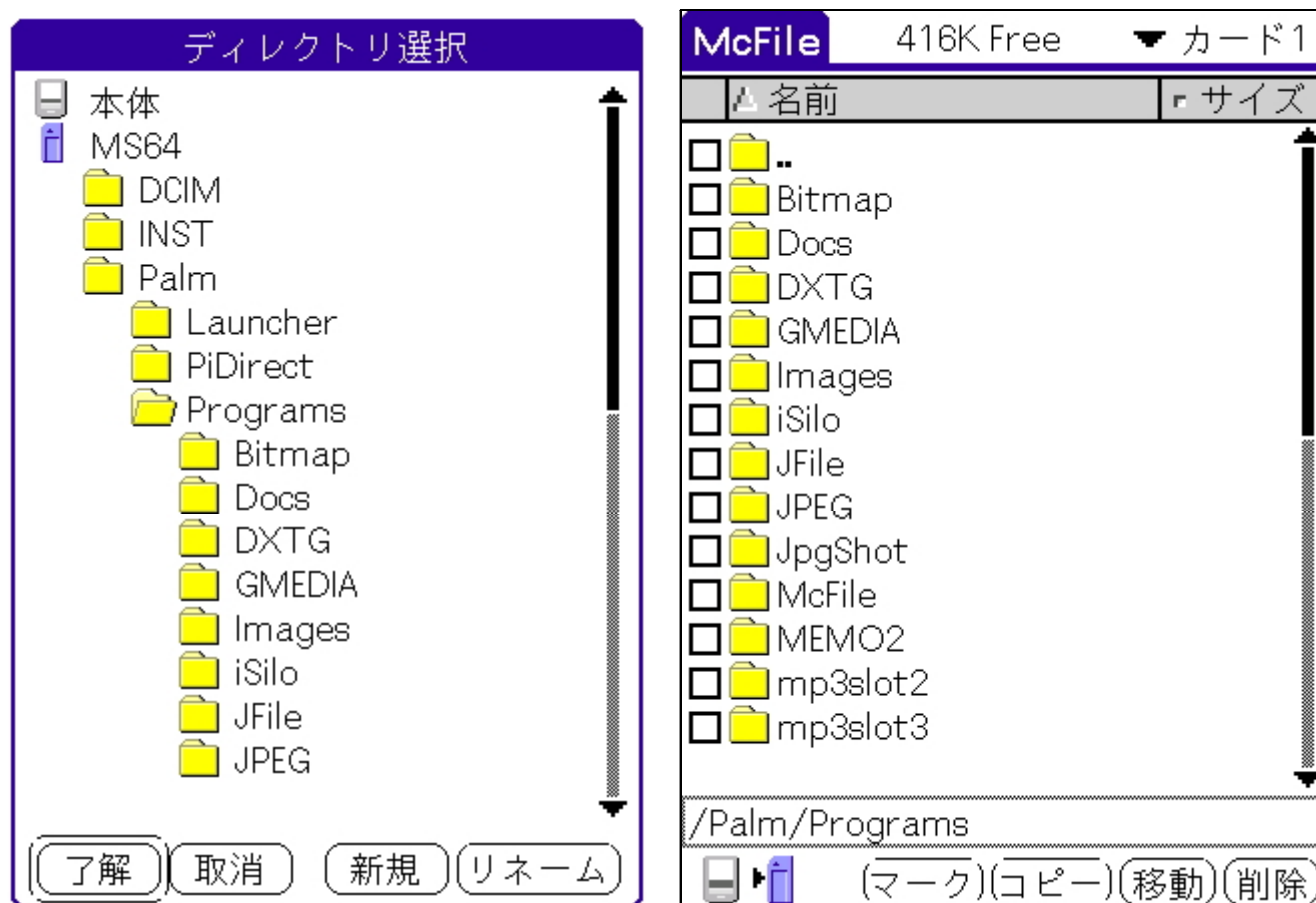 ディレクトリ選択
本体
MS64
DCIM
INST
Palm
Launcher
PiDirect
Programs
Bitmap
Docs
DXTG
GMEDIA
Images
iSilo
JFile
JPEG
了解 取消 新規 リネーム
McFile 416K Free カード1
名前 サイズ
..
Bitmap
Docs
DXTG
GMEDIA
Images
iSilo
JFile
JPEG
JpgShot
McFile
MEMO2
mp3slot2
mp3slot3
/Palm/Programs
マーク コピー 移動 削除